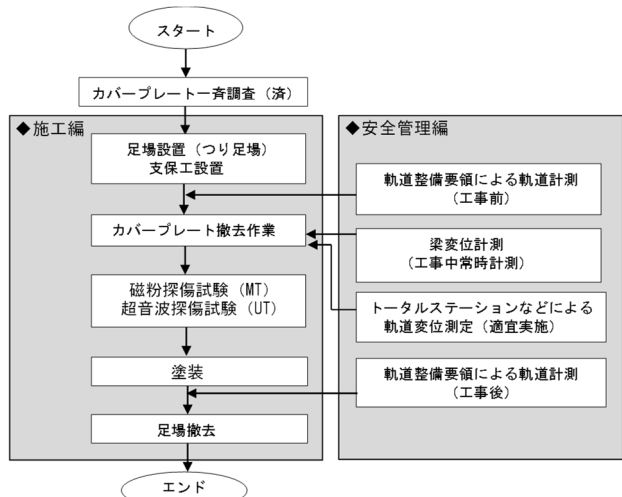 スタート
カバープレート一斉調査（済）
◆施工編
足場設置（つり足場）
支保工設置
カバープレート撤去作業
磁粉探傷試験（MT）
超音波探傷試験（UT）
塗装
足場撤去
エンド
◆安全管理編
軌道整備要領による軌道計測
（工事前）
梁変位計測
（工事中常時計測）
トータルステーションなどによる
軌道変位測定（適宜実施）
軌道整備要領による軌道計測
（工事後）